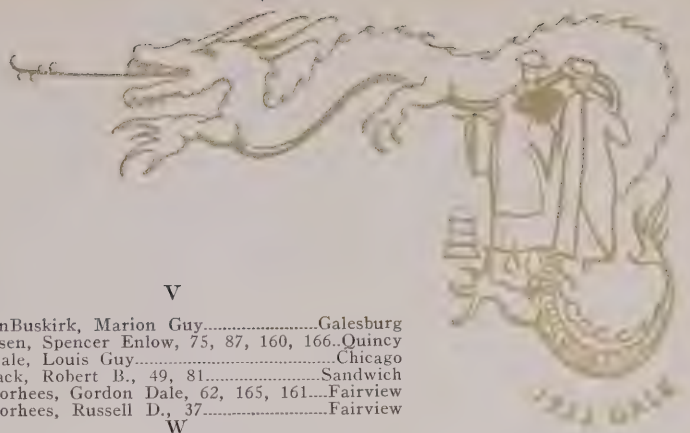 V
nBuskirk, Marion Guy......................Galesburg
sen, Spencer Enlow, 75, 87, 160, 166..Quincy
ale, Louis Guy...................................Chicago
ack, Robert B., 49, 81.......................Sandwich
orhees, Gordon Dale, 62, 165, 161....Fairview
orhees, Russell D., 37.......................Fairview
W
GALE